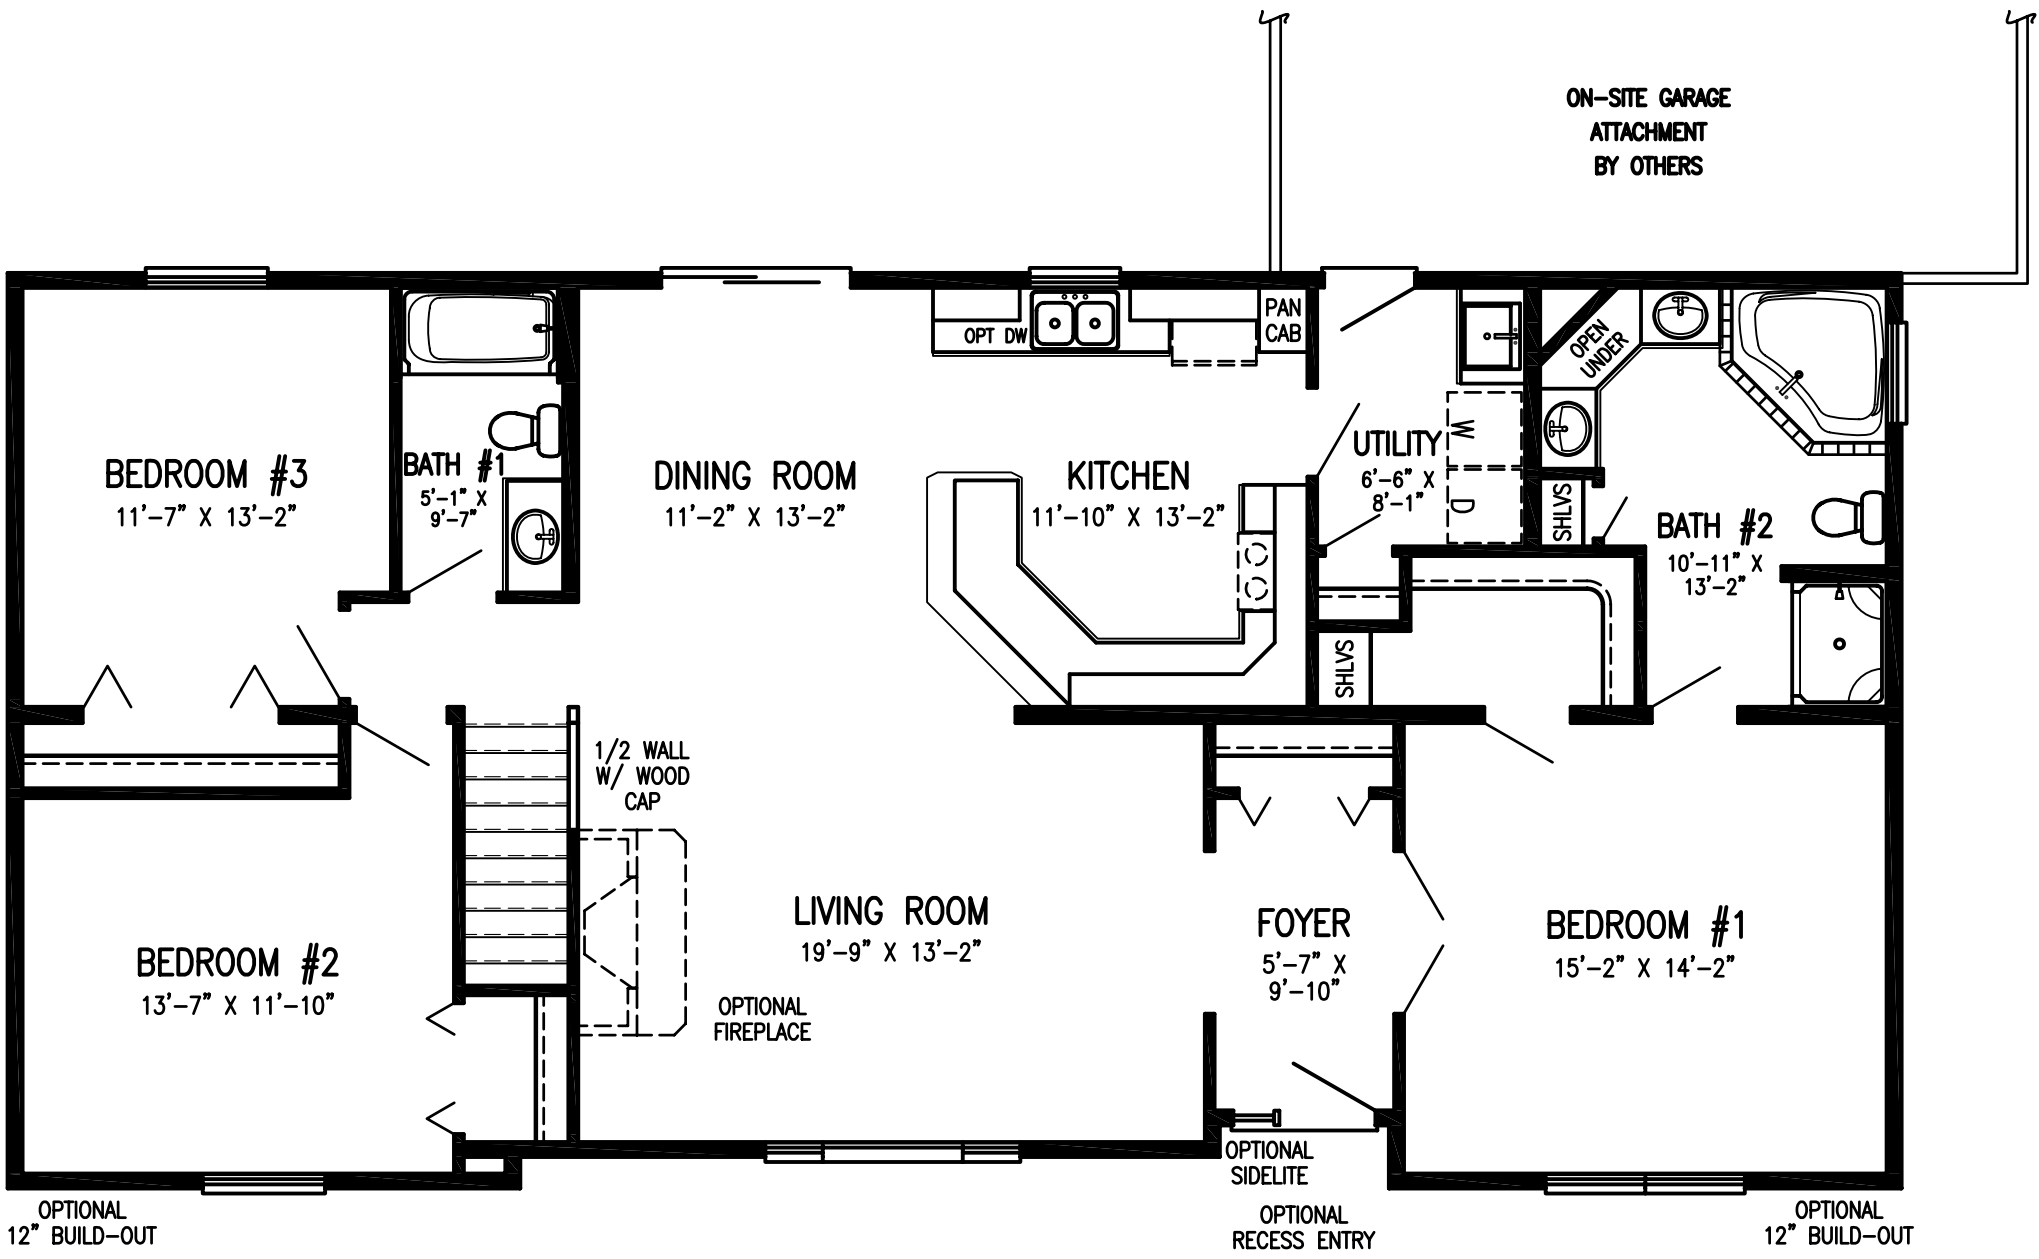 ON-SITE GARAGE
ATTACHMENT
BY OTHERS
PAN
CAB
OPT DW
OPEN
UNDER
BEDROOM #3
11'-7" X 13'-2"
BATH #1
5'-1" X
9'-7"
DINING ROOM
11'-2" X 13'-2"
KITCHEN
11'-10" X 13'-2"
UTILITY
6'-6" X
8'-1"
W
D
SHLVS
BATH #2
10'-11" X
13'-2"
SHLVS
1/2 WALL
W/ WOOD
CAP
LIVING ROOM
19'-9" X 13'-2"
FOYER
5'-7" X
9'-10"
BEDROOM #1
15'-2" X 14'-2"
BEDROOM #2
13'-7" X 11'-10"
OPTIONAL
FIREPLACE
OPTIONAL
SIDELITE
OPTIONAL
12" BUILD-OUT
OPTIONAL
RECESS ENTRY
OPTIONAL
12" BUILD-OUT